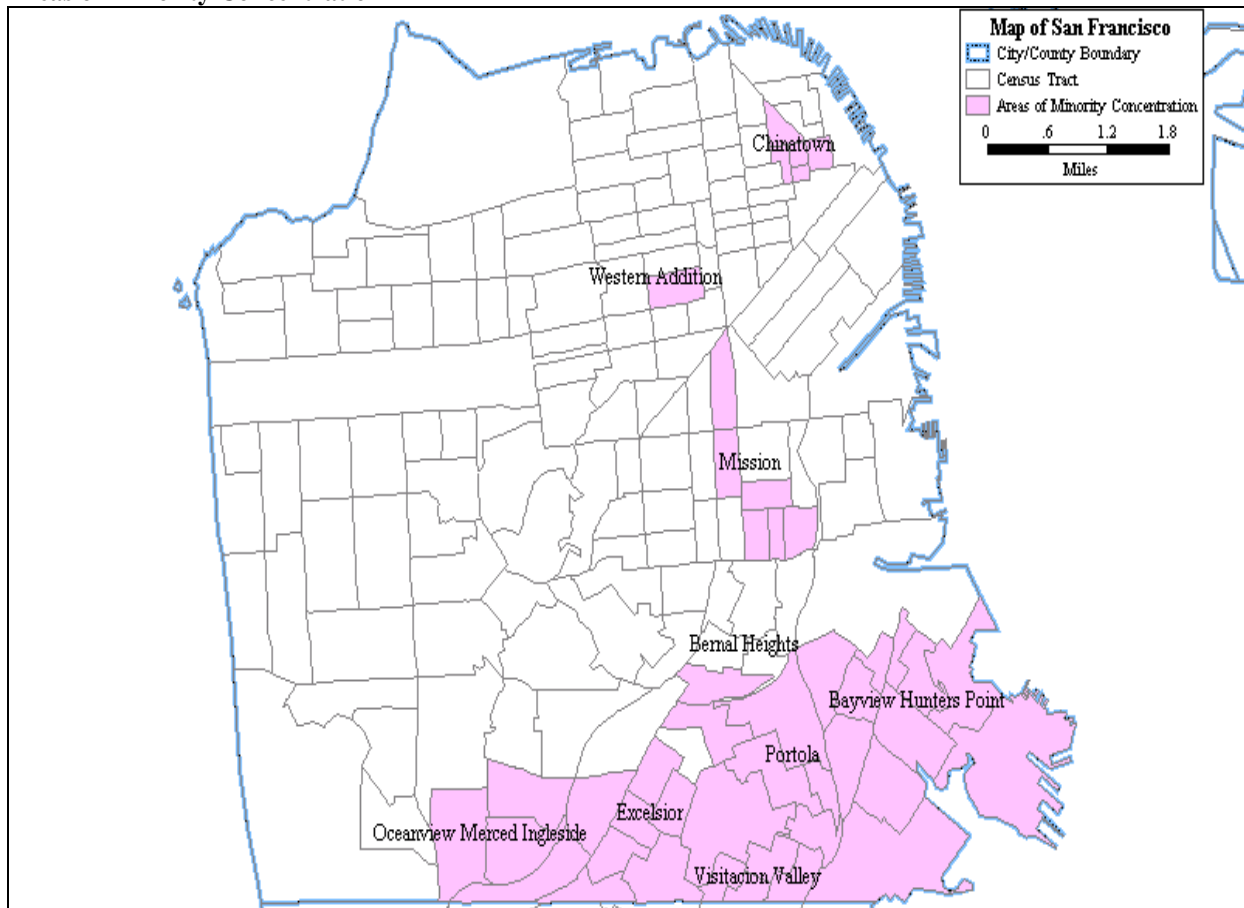 Map of San Francisco
City/County Boundary
Census Tract
Areas of Minority Concentration
0 .6 1.2 1.8
Miles
Chinatown
Western Addition
Mission
Bernal Heights
Bayview Hunters Point
Portola
Excelsior
Oceanview Merced Ingleside
Visitacion Valley